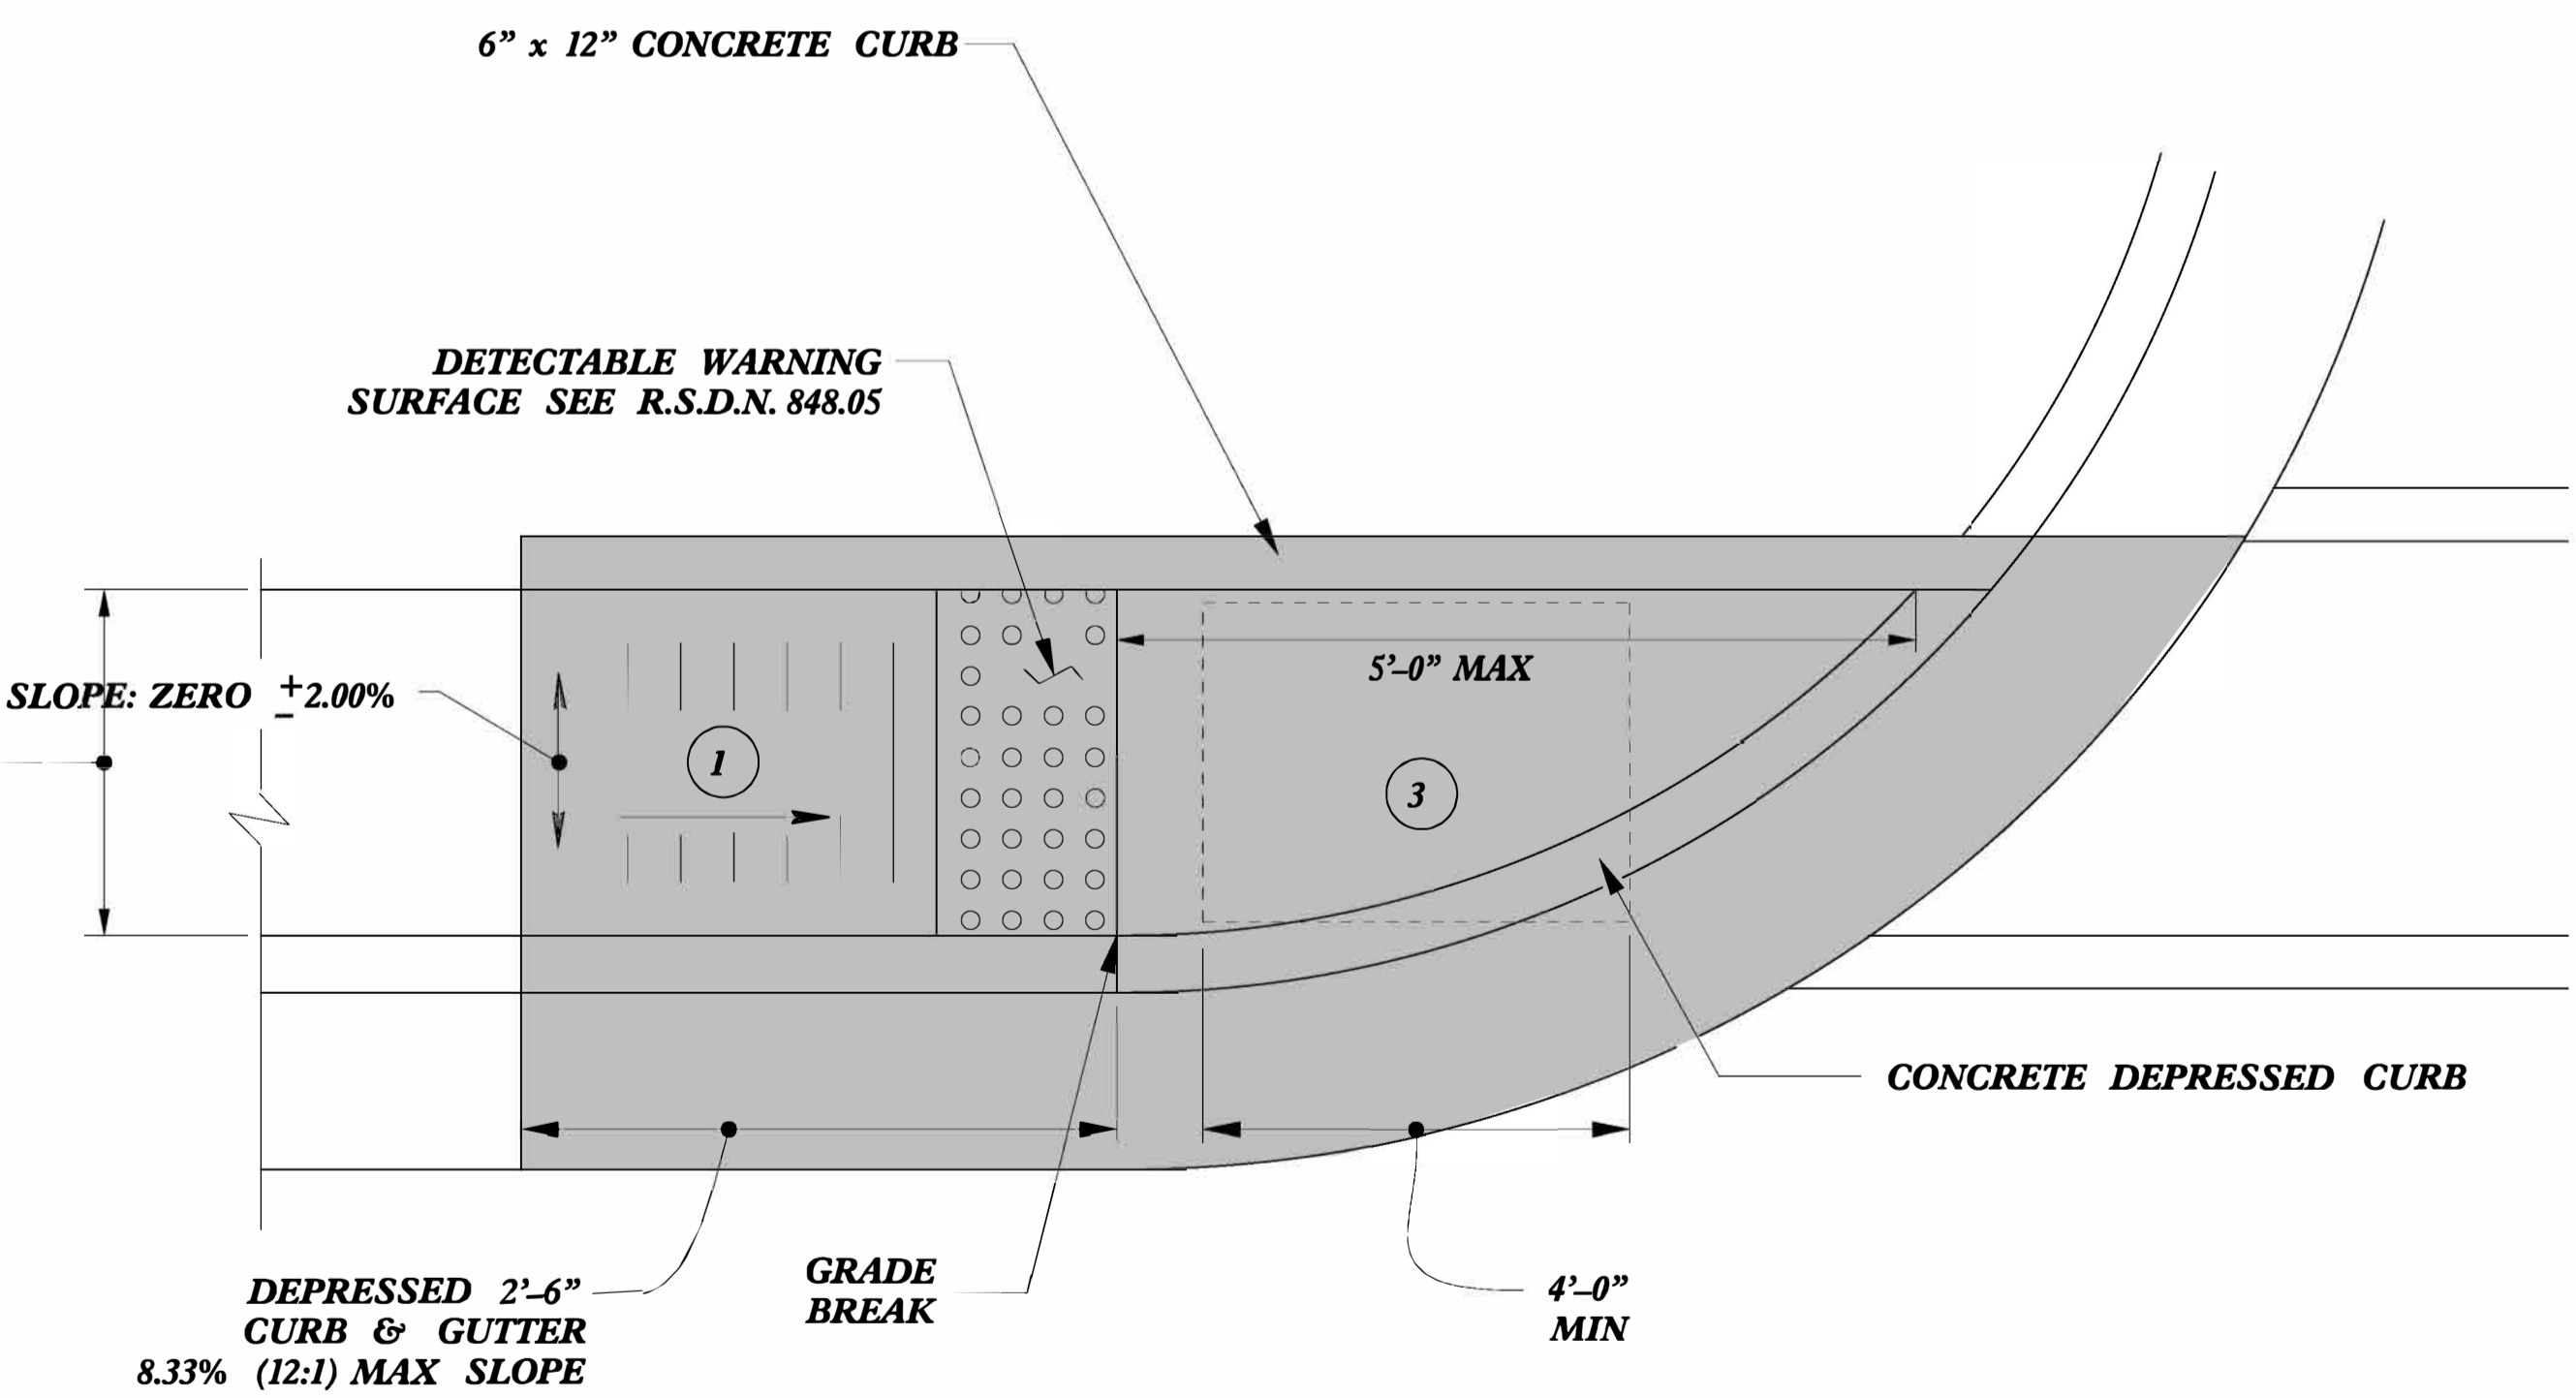 6” x 12” CONCRETE CURB
DETECTABLE WARNING
SURFACE SEE R.S.D.N. 848.05
5’–0” MAX
SLOPE: ZERO ±2.00%
1
3
CONCRETE DEPRESSED CURB
DEPRESSED 2’–6”
CURB & GUTTER
8.33% (12:1) MAX SLOPE
GRADE
BREAK
4’–0”
MIN